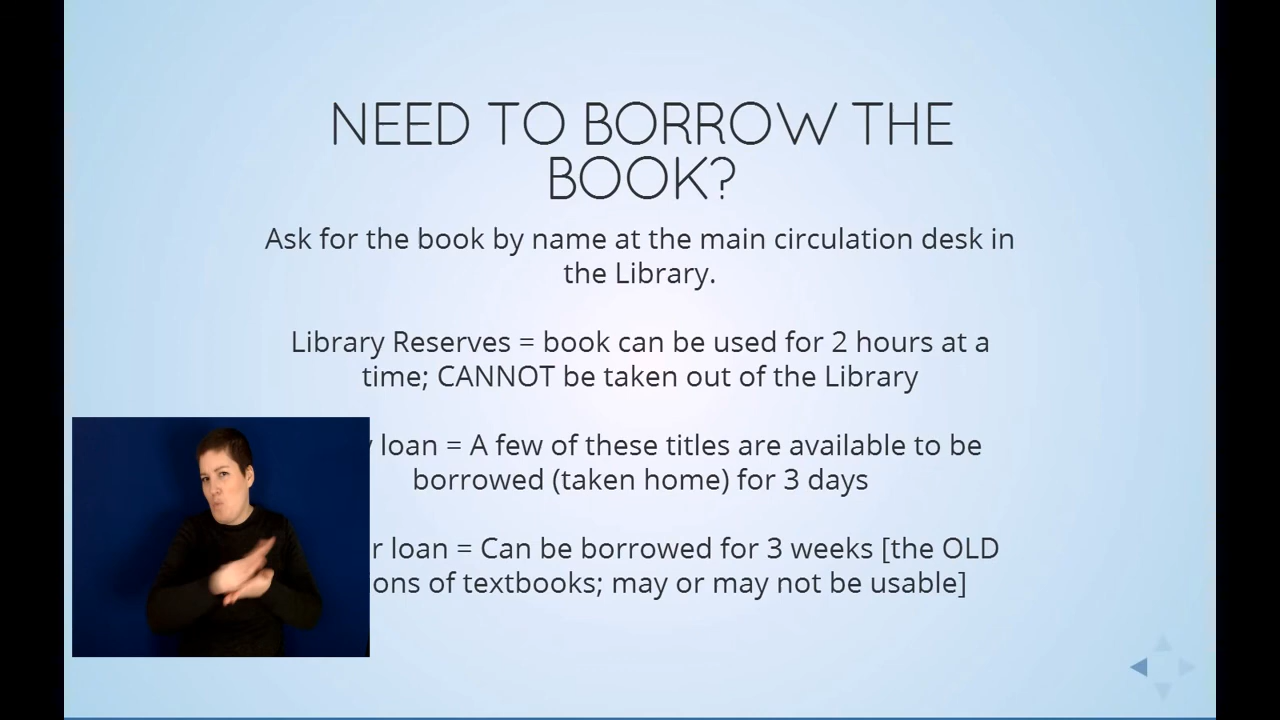 NEED TO BORROW THE
BOOK?
Ask for the book by name at the main circulation desk in
the Library.
Library Reserves = book can be used for 2 hours at a
time; CANNOT be taken out of the Library
loan = A few of these titles are available to be
borrowed (taken home) for 3 days
loan = Can be borrowed for 3 weeks [the OLD
of textbooks; may or may not be usable]